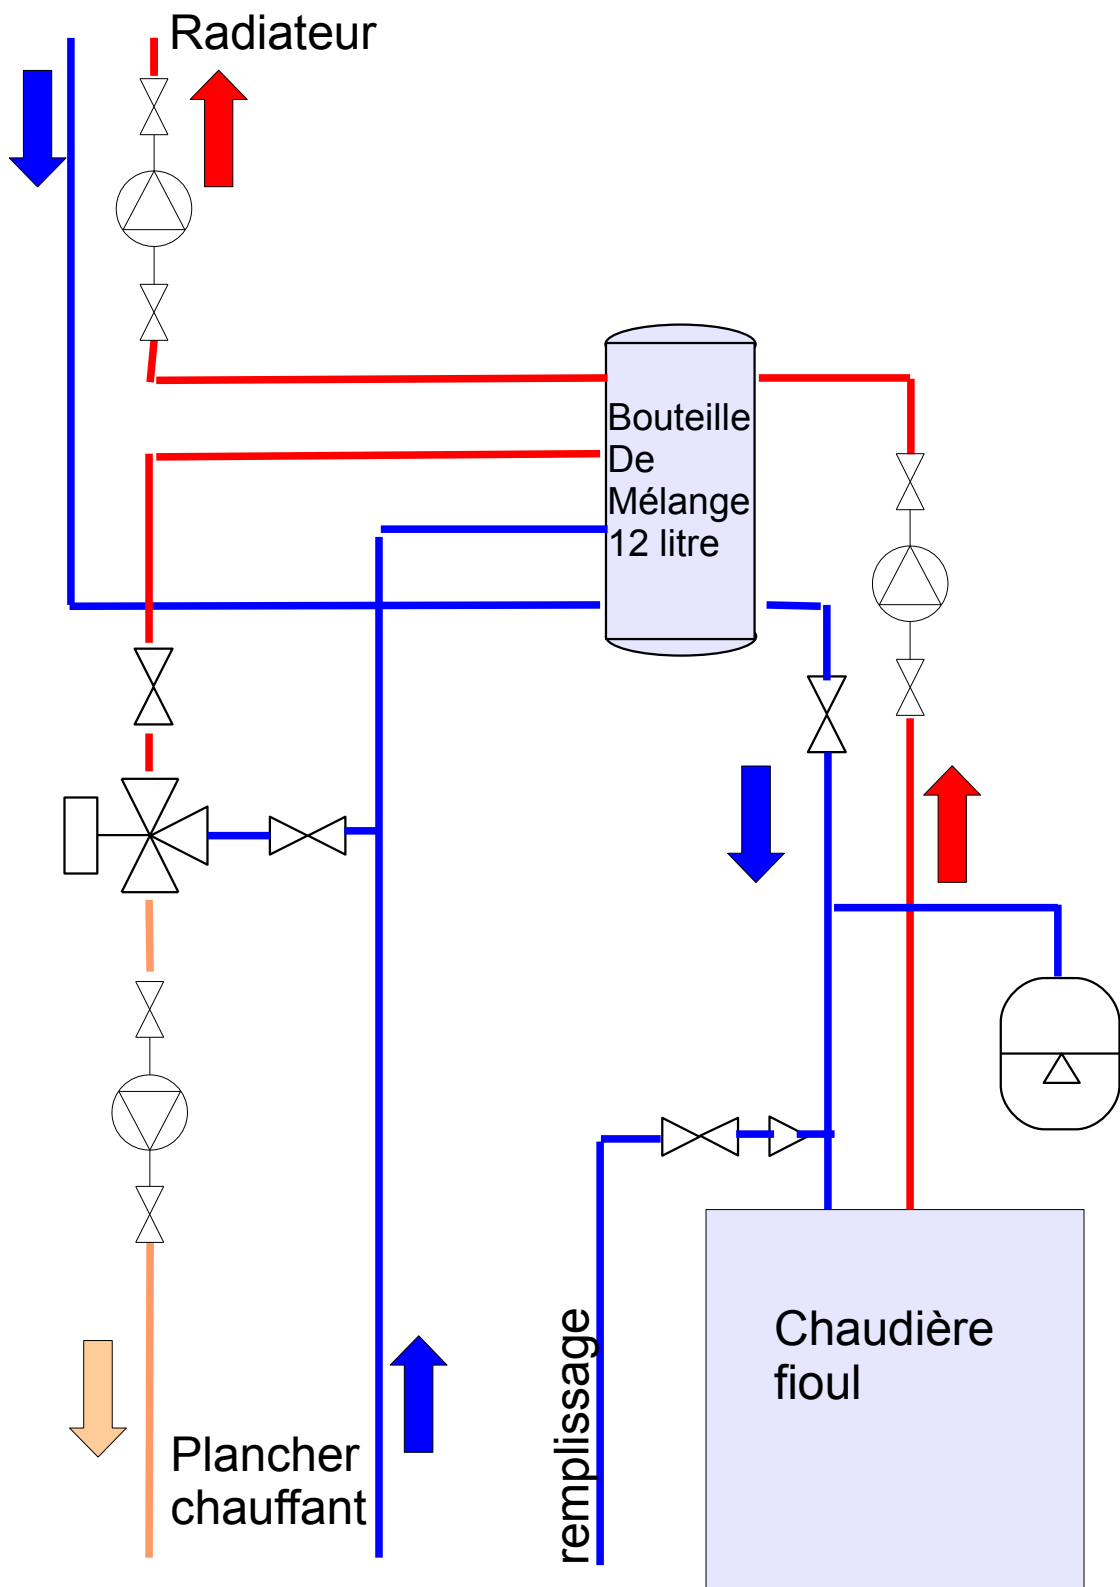 Radiateur
Bouteille
De
Mélange
12 litre
Chaudière
fioul
remplissage
Plancher
chauffant